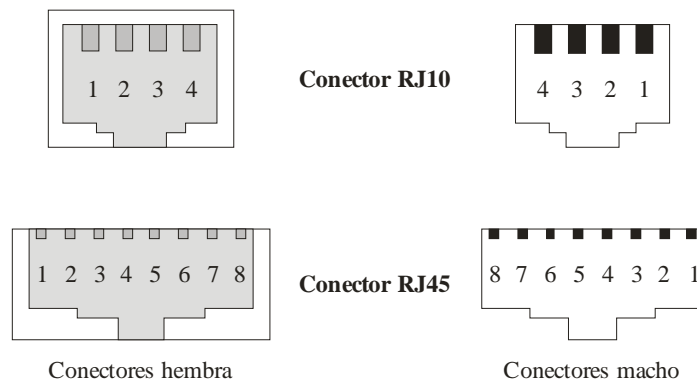 1 2 3 4
Conector RJ10
4 3 2 1
1 2 3 4 5 6 7 8
Conector RJ45
8 7 6 5 4 3 2 1
Conectores hembra
Conectores macho